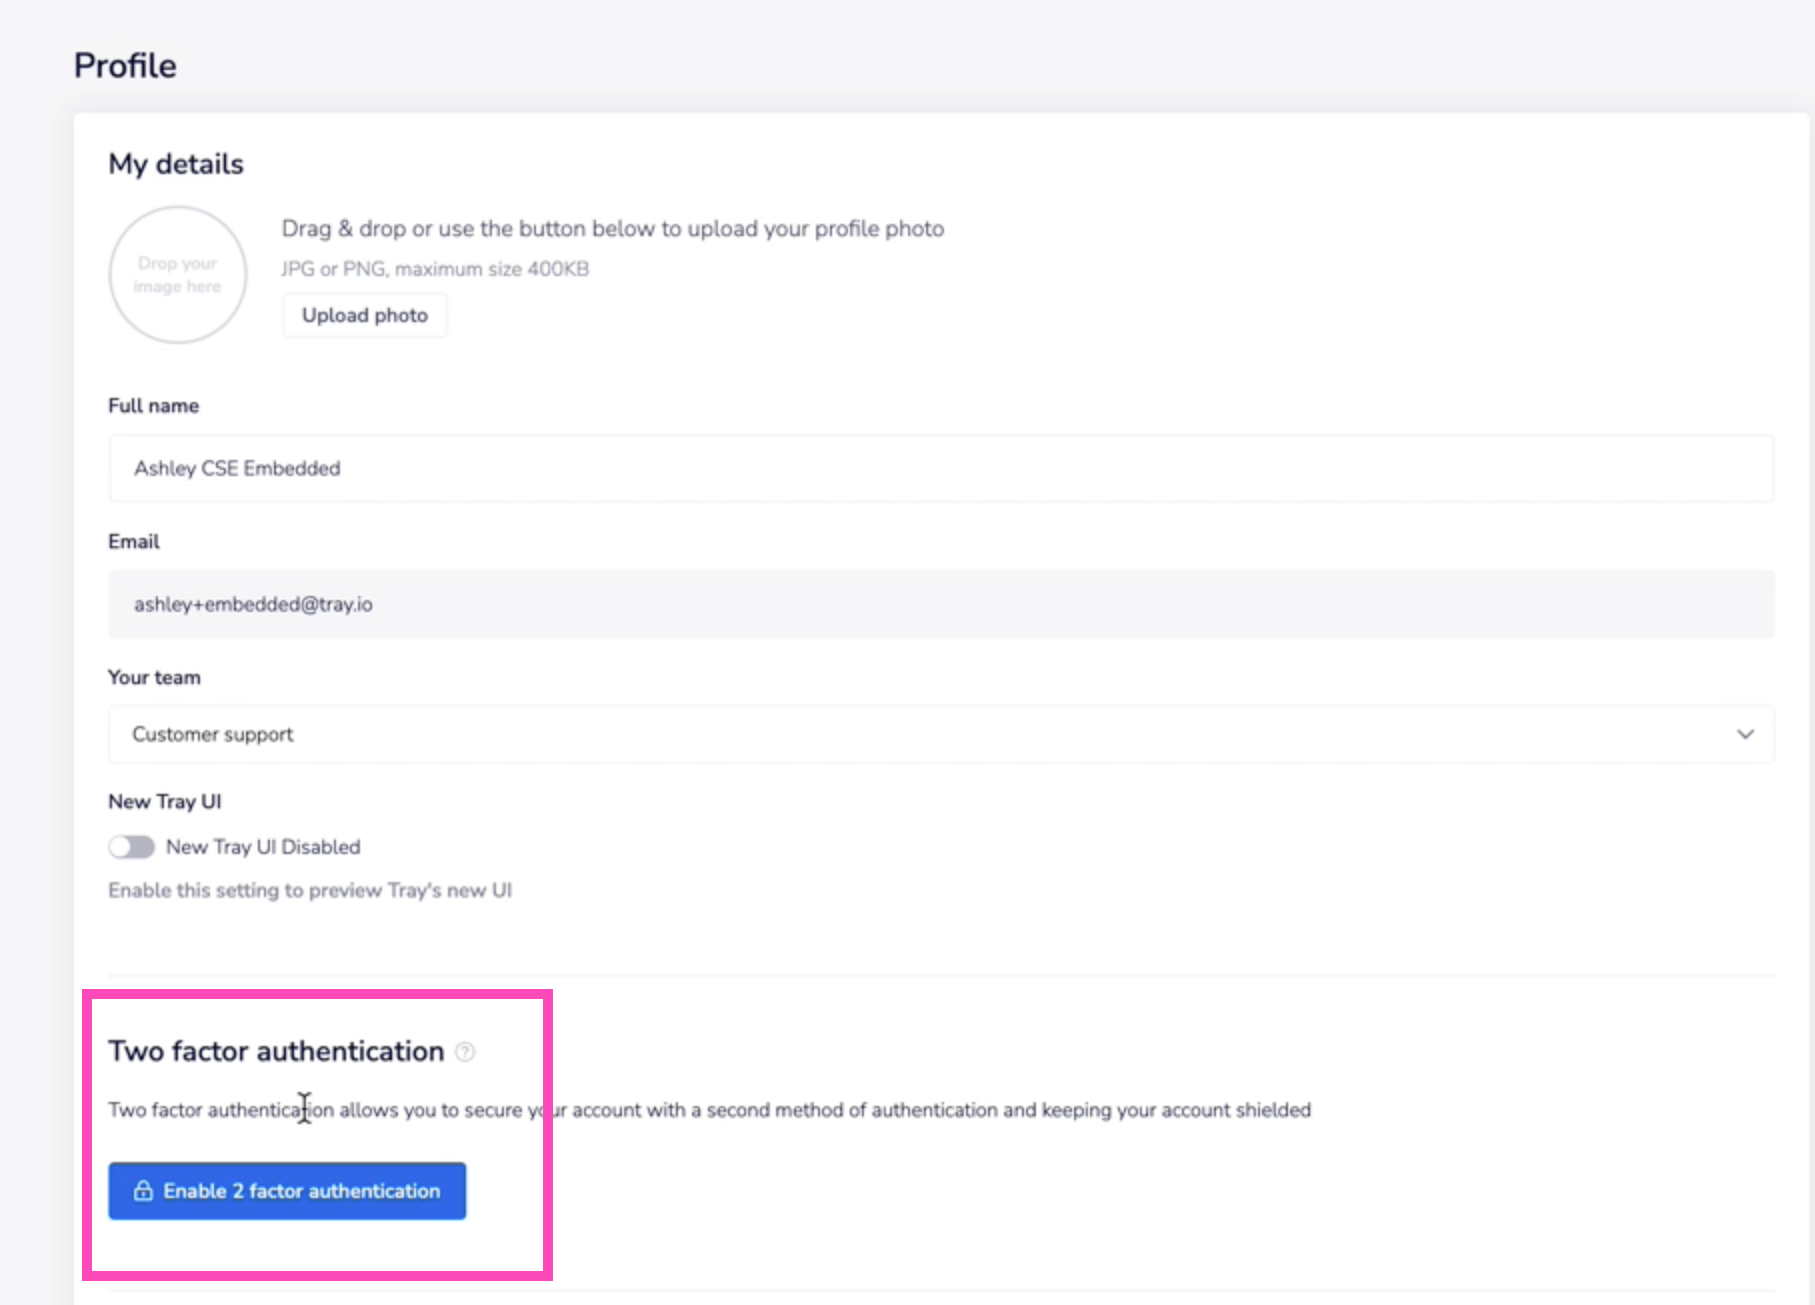 Profile
My details
Drop your
image here
Drag & drop or use the button below to upload your profile photo
JPG or PNG, maximum size 400KB
Upload photo
Full name
Ashley CSE Embedded
Email
ashley+embedded@tray.io
Your team
Customer support
New Tray UI
New Tray UI Disabled
Enable this setting to preview Tray's new UI
Two factor authentication ?
Two factor authentication allows you to secure your account with a second method of authentication and keeping your account shielded
Enable 2 factor authentication